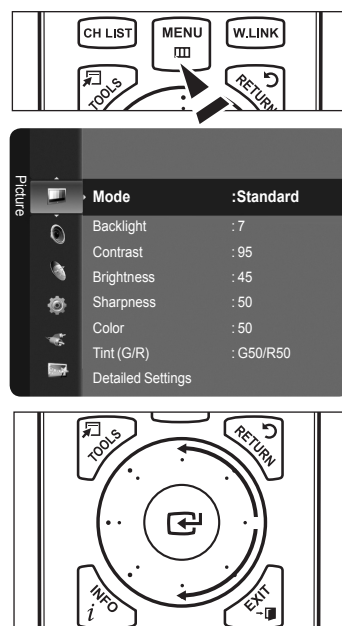 CH LIST
MENU
W.LINK
TOOLS
RETURN
Picture
Mode :Standard
Backlight : 7
Contrast : 95
Brightness : 45
Sharpness : 50
Color : 50
Tint (G/R) : G50/R50
Detailed Settings
TOOLS
RETURN
INFO
i
EXIT